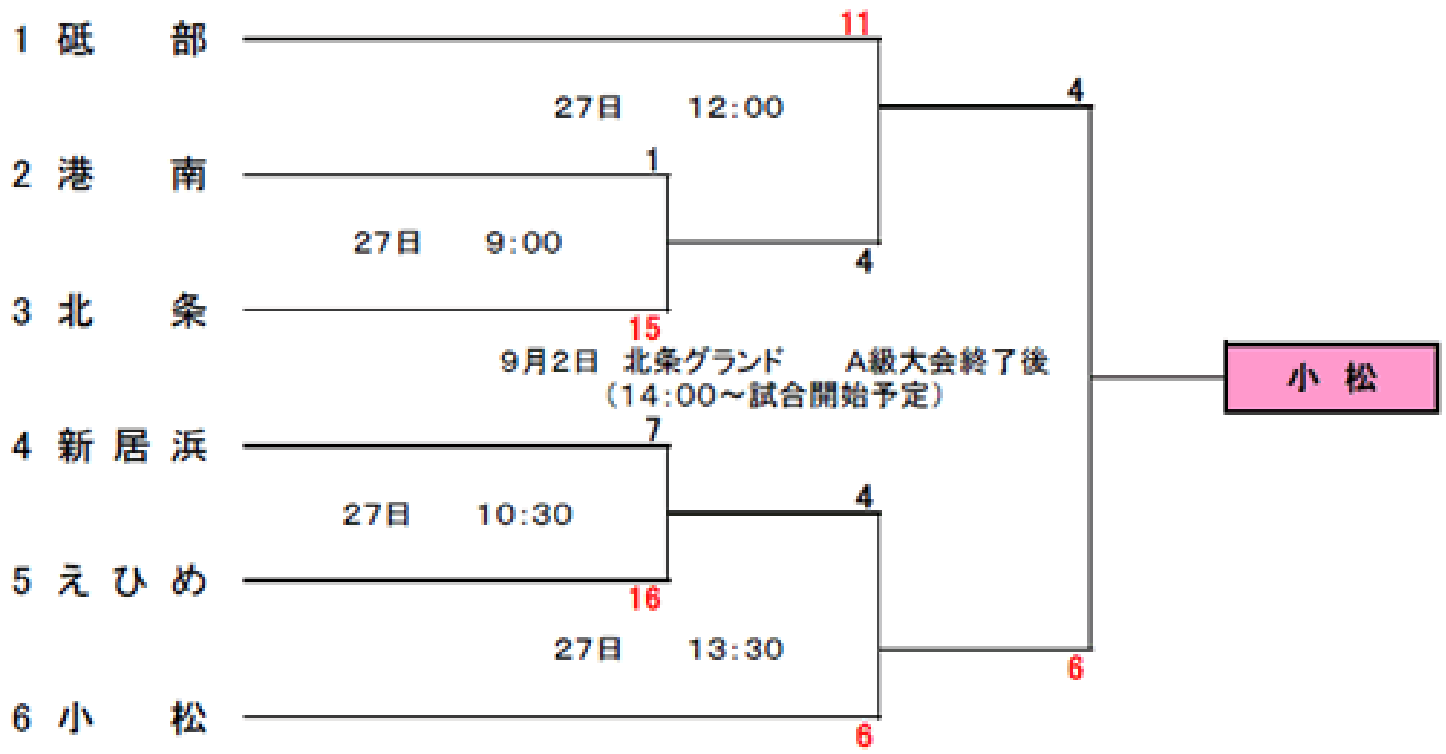 1 砥 部
11
27日 12:00
4
2 港 南
1
27日 9:00
4
3 北 条
15
9月2日 北条グランド A級大会終了後
(14:00～試合開始予定)
小 松
7
4 新 居 浜
4
27日 10:30
5 え ひ め
16
27日 13:30
6
6 小 松
6